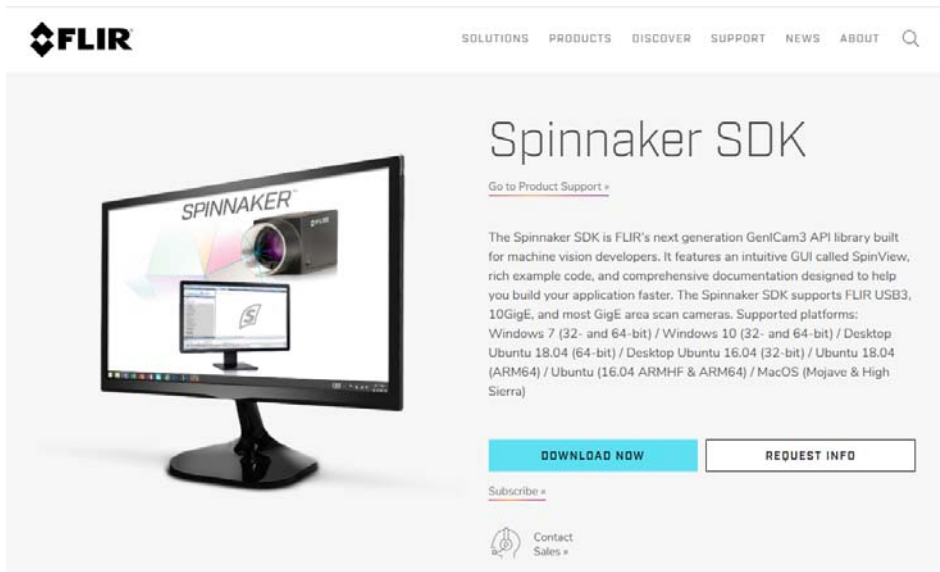 FLIR
SOLUTIONS PRODUCTS DISCOVER SUPPORT NEWS ABOUT
Spinnaker SDK
Go to Product Support »
SPINNAKER™
FLIR
The Spinnaker SDK is FLIR's next generation GenICam3 API library built
for machine vision developers. It features an intuitive GUI called SpinView,
rich example code, and comprehensive documentation designed to help
you build your application faster. The Spinnaker SDK supports FLIR USB3,
10GigE, and most GigE area scan cameras. Supported platforms:
Windows 7 (32- and 64-bit) / Windows 10 (32- and 64-bit) / Desktop
Ubuntu 18.04 (64-bit) / Desktop Ubuntu 16.04 (32-bit) / Ubuntu 18.04
(ARM64) / Ubuntu (16.04 ARMHF & ARM64) / MacOS (Mojave & High
Sierra)
DOWNLOAD NOW REQUEST INFO
Subscribe »
Contact
Sales »